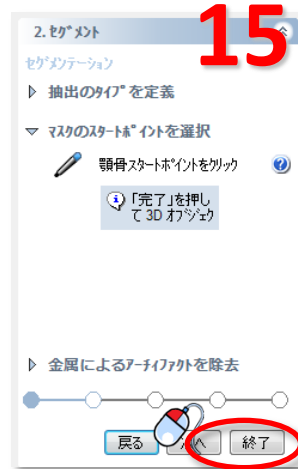 15
2. ｾｸﾞﾒﾝﾄ
ｾｸﾞﾒﾝﾃｰｼｮﾝ
抽出のﾀｲﾌﾟを定義
ﾏｽｸのｽﾀｰﾄﾎﾟｲﾝﾄを選択
顎骨ｽﾀｰﾄﾎﾟｲﾝﾄをｸﾘｯｸ
「完了」を押し
て 3D ｵﾌﾞｼﾞｪｸ
金属によるｱｰﾁｨﾌｧｸﾄを除去
戻る
終了